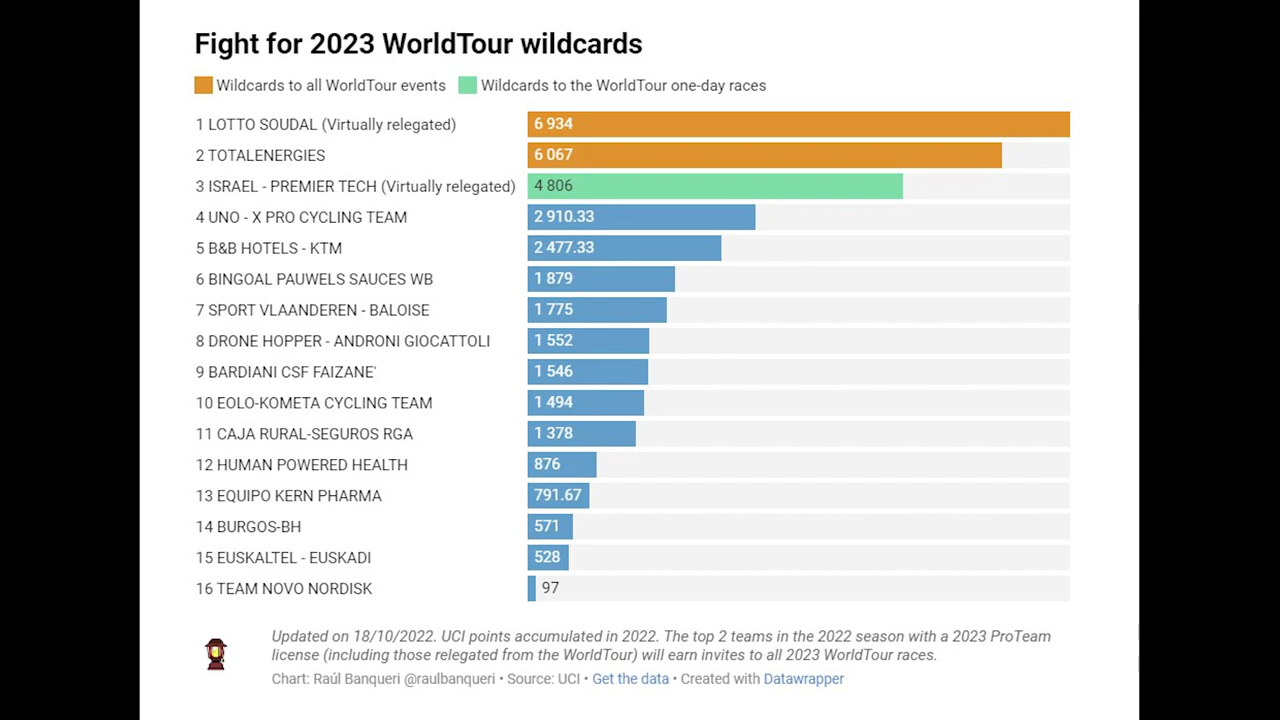 Fight for 2023 WorldTour wildcards
Wildcards to all WorldTour events Wildcards to the WorldTour one-day races
1 LOTTO SOUDAL (Virtually relegated) 6 934
2 TOTALENERGIES 6 067
3 ISRAEL - PREMIER TECH (Virtually relegated) 4 806
4 UNO - X PRO CYCLING TEAM 2 910.33
5 B&B HOTELS - KTM 2 477.33
6 BINGOAL PAUWELS SAUCES WB 1 879
7 SPORT VLAANDEREN - BALOISE 1 775
8 DRONE HOPPER - ANDRONI GIOCATTOLI 1 552
9 BARDIANI CSF FAIZANE' 1 546
10 EOLO-KOMETA CYCLING TEAM 1 494
11 CAJA RURAL-SEGUROS RGA 1 378
12 HUMAN POWERED HEALTH 876
13 EQUIPO KERN PHARMA 791.67
14 BURGOS-BH 571
15 EUSKALTEL - EUSKADI 528
16 TEAM NOVO NORDISK 97
Updated on 18/10/2022. UCI points accumulated in 2022. The top 2 teams in the 2022 season with a 2023 ProTeam
license (including those relegated from the WorldTour) will earn invites to all 2023 WorldTour races.
Chart: Raúl Banqueri @raulbanqueri • Source: UCI • Get the data • Created with Datawrapper